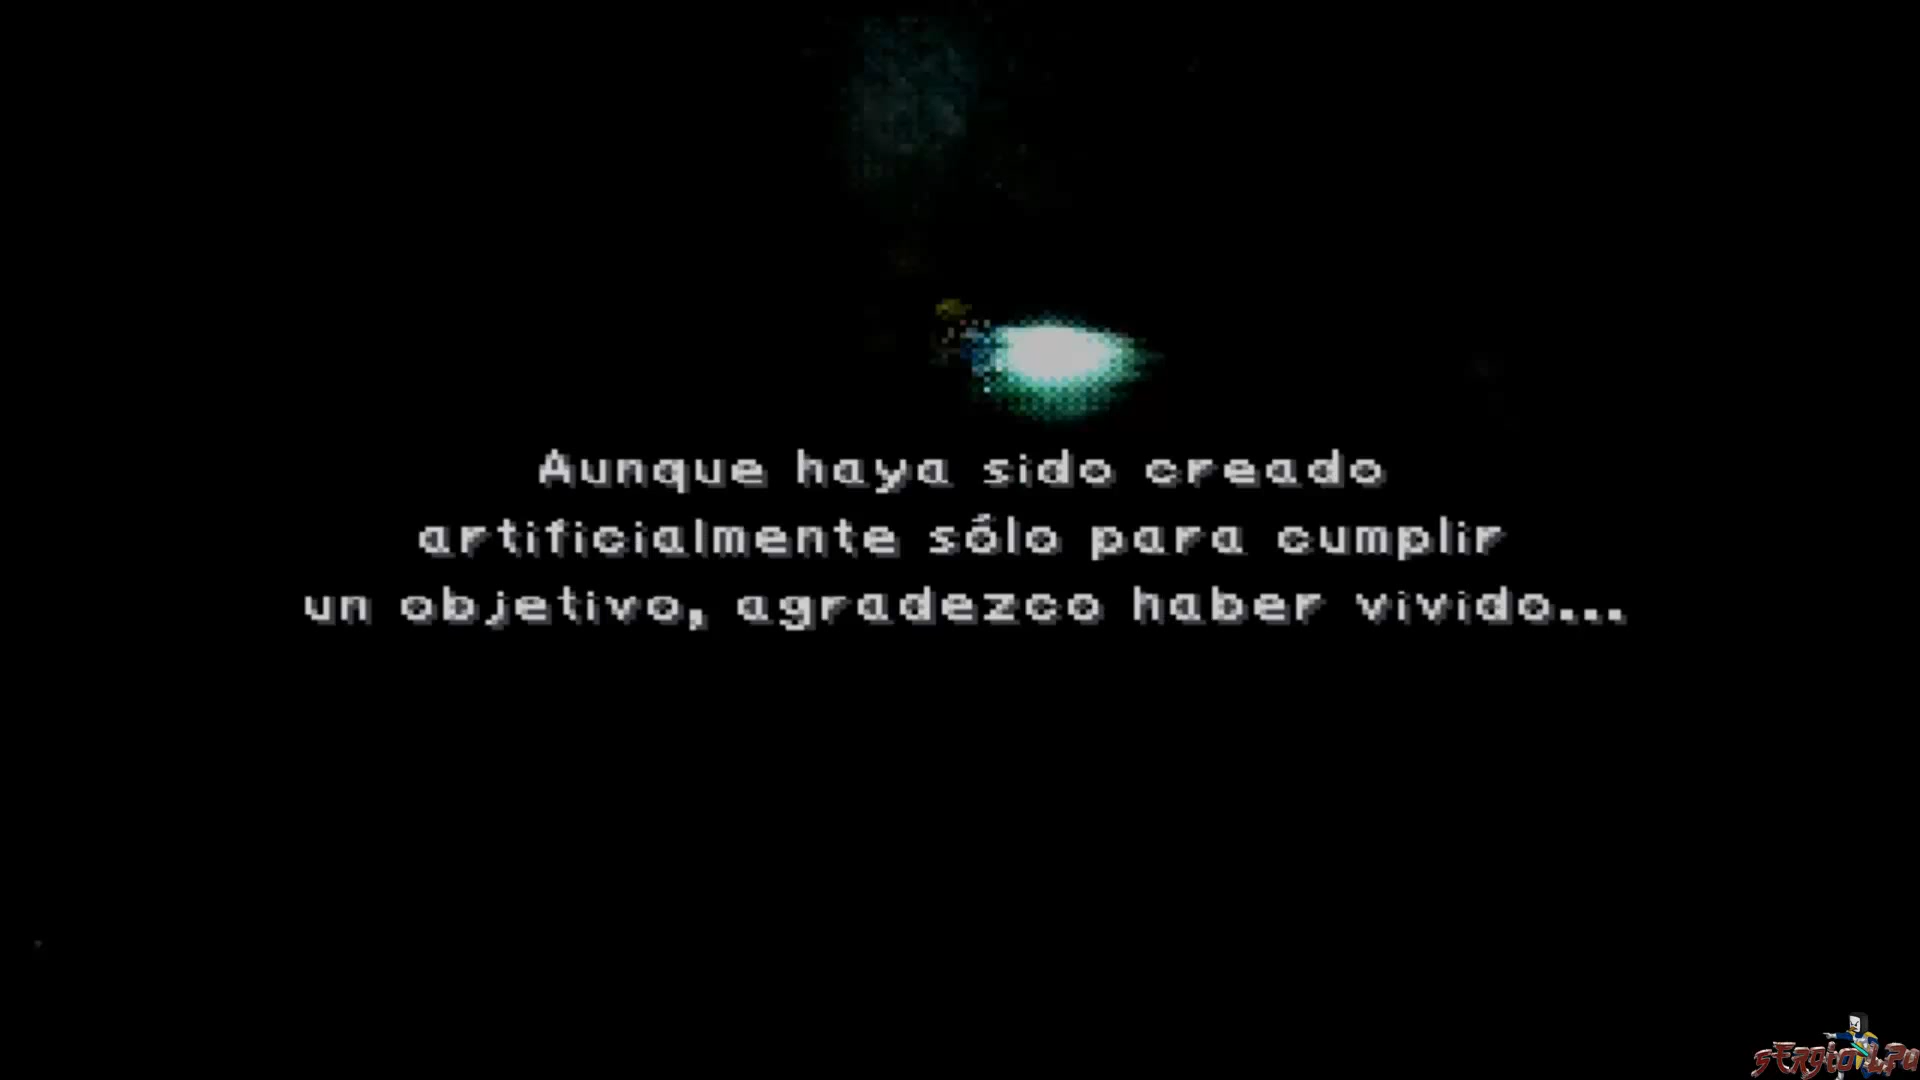 Aunque haya sido creado
artificialmente sólo para cumplir
un objetivo, agradezco haber vivido...